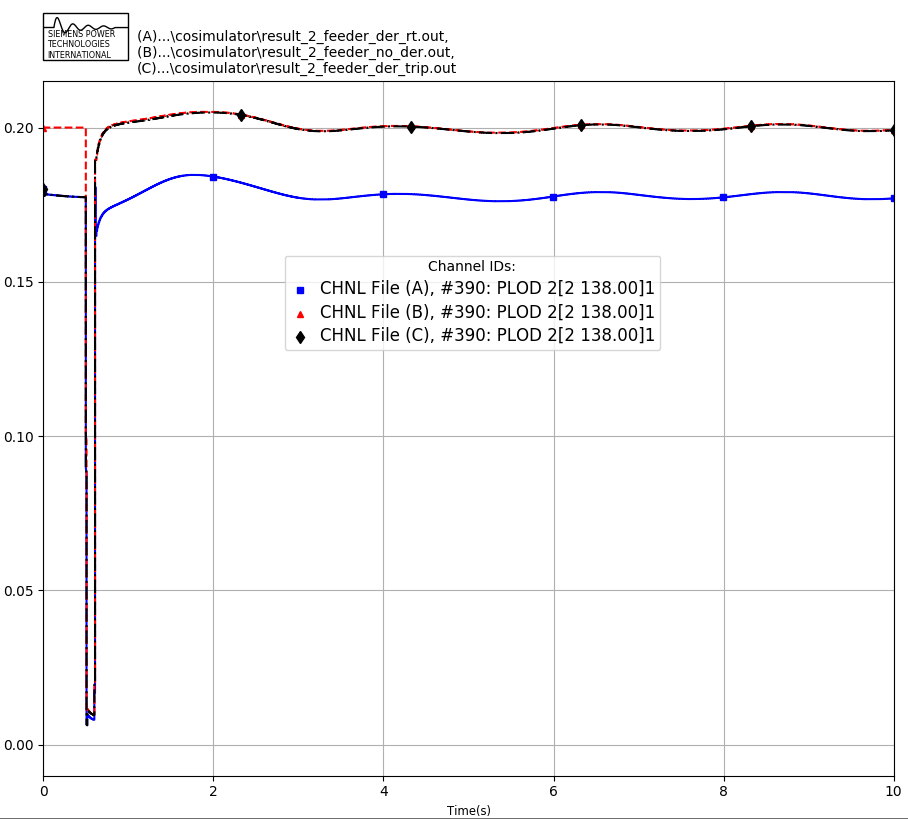 SIEMENS POWER
TECHNOLOGIES
INTERNATIONAL
(A)...\cosimulator\result_2_feeder_der_rt.out,
(B)...\cosimulator\result_2_feeder_no_der.out,
(C)...\cosimulator\result_2_feeder_der_trip.out
0.20
0.15
Channel IDs:
CHNL File (A), #390: PLOD 2[2 138.00]1
CHNL File (B), #390: PLOD 2[2 138.00]1
CHNL File (C), #390: PLOD 2[2 138.00]1
0.10
0.05
0.00
0 2 4 6 8 10
Time(s)